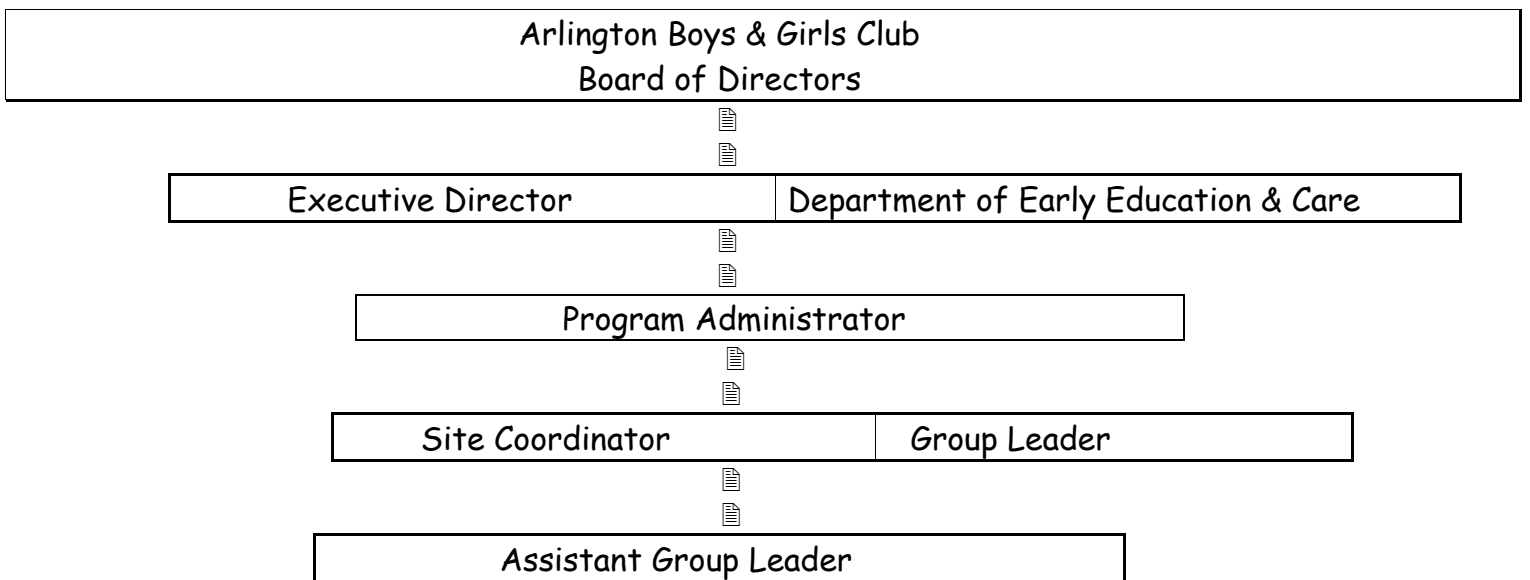 Arlington Boys & Girls Club
Board of Directors
Executive Director Department of Early Education & Care
Program Administrator
Site Coordinator Group Leader
Assistant Group Leader